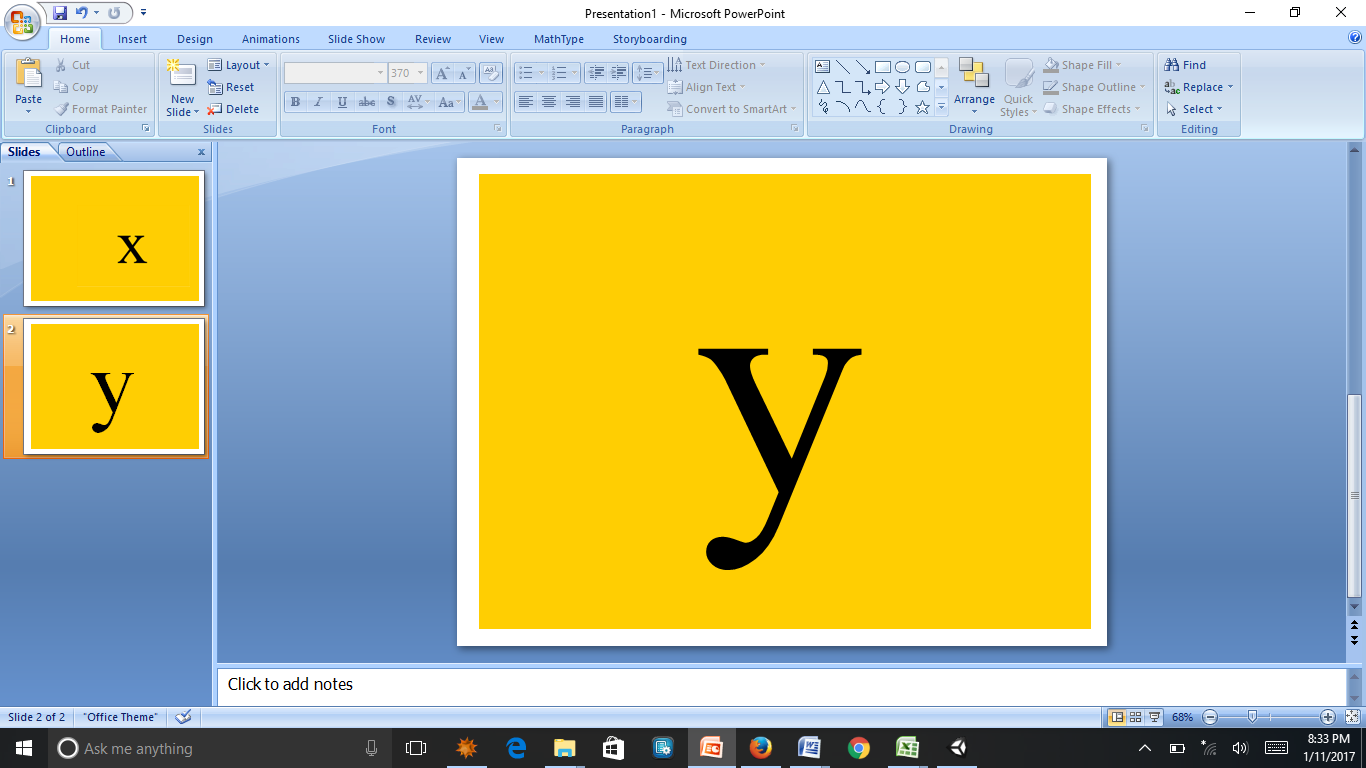 Presentation1 - Microsoft PowerPoint
Home Insert Design Animations Slide Show Review View MathType Storyboarding
Paste
Cut
Copy
Format Painter
Clipboard
New Slide
Layout
Reset
Delete
Slides
370
B I U abc S AV Aa A
Font
Text Direction
Align Text
Convert to SmartArt
Paragraph
Arrange
Quick Styles
Shape Fill
Shape Outline
Shape Effects
Drawing
Find
Replace
Select
Editing
Slides Outline x
1
x
2
y
y
Click to add notes
Slide 2 of 2 "Office Theme" 68%
Ask me anything
8:33 PM
1/11/2017